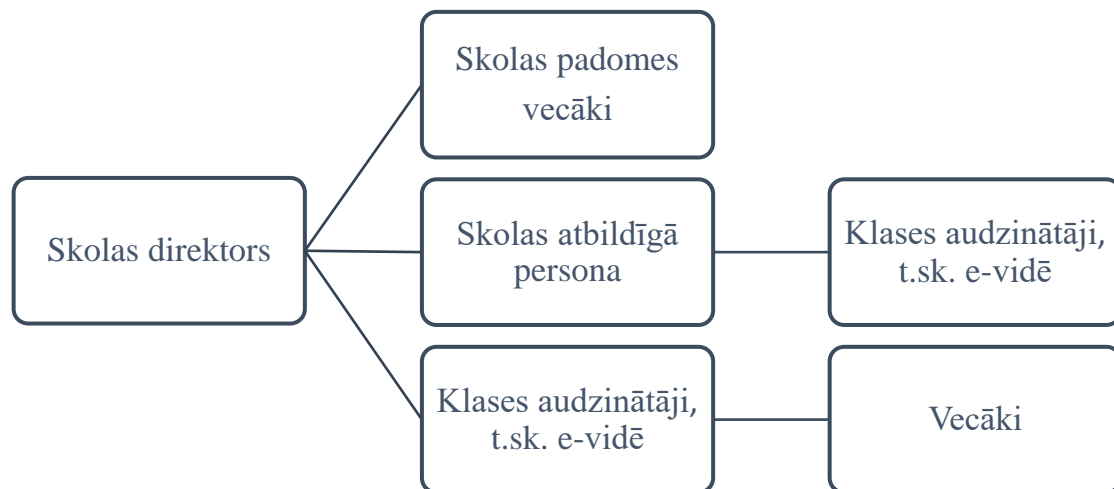 Skolas padomes
vecāki
Skolas direktors
Skolas atbildīgā
persona
Klases audzinātāji,
t.sk. e-vidē
Klases audzinātāji,
t.sk. e-vidē
Vecāki